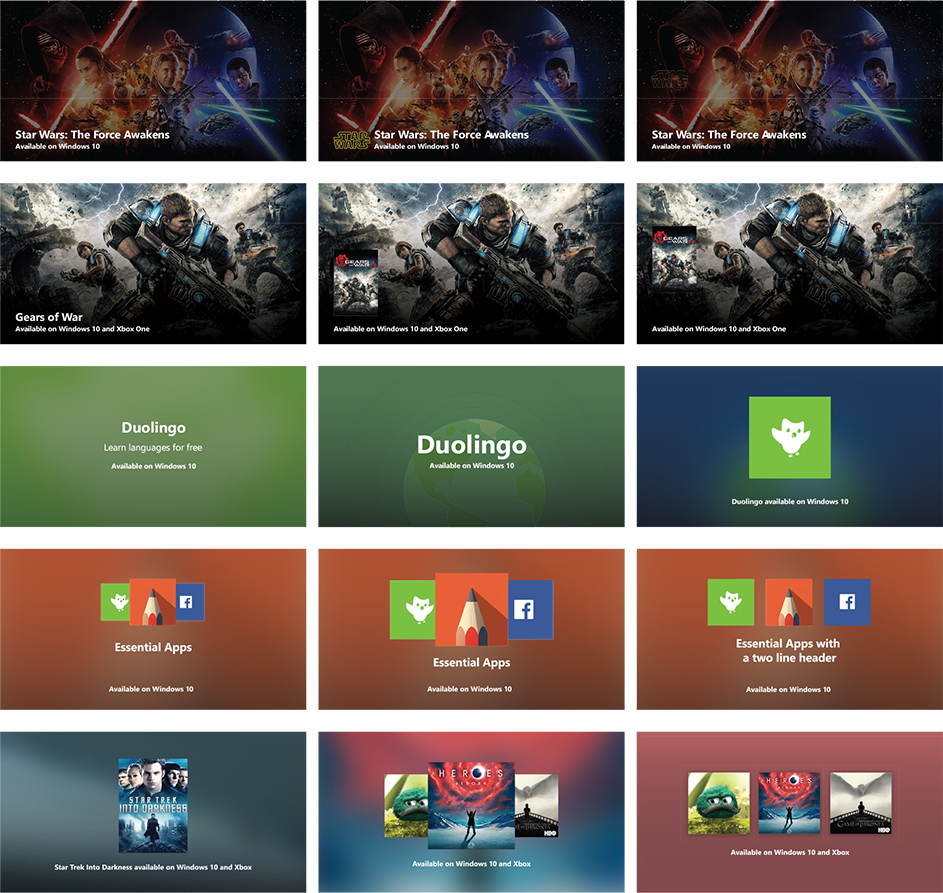 Star Wars: The Force Awakens
Available on Windows 10
STAR
WARS
Star Wars: The Force Awakens
Available on Windows 10
STAR
WARS
Star Wars: The Force Awakens
Available on Windows 10
Gears of War
Available on Windows 10 and Xbox One
GEARS
OF WAR
Available on Windows 10 and Xbox One
GEARS
OF WAR
Available on Windows 10 and Xbox One
Duolingo
Learn languages for free
Available on Windows 10
Duolingo
Available on Windows 10
Duolingo available on Windows 10
Essential Apps
Available on Windows 10
Essential Apps
Available on Windows 10
Essential Apps with
a two line header
Available on Windows 10
STAR TREK
INTO DARKNESS
Star Trek Into Darkness available on Windows 10 and Xbox
HEROES
REBORN
HBO
Available on Windows 10 and Xbox
HEROES
REBORN
GAME OF THRONES
HBO
Available on Windows 10 and Xbox